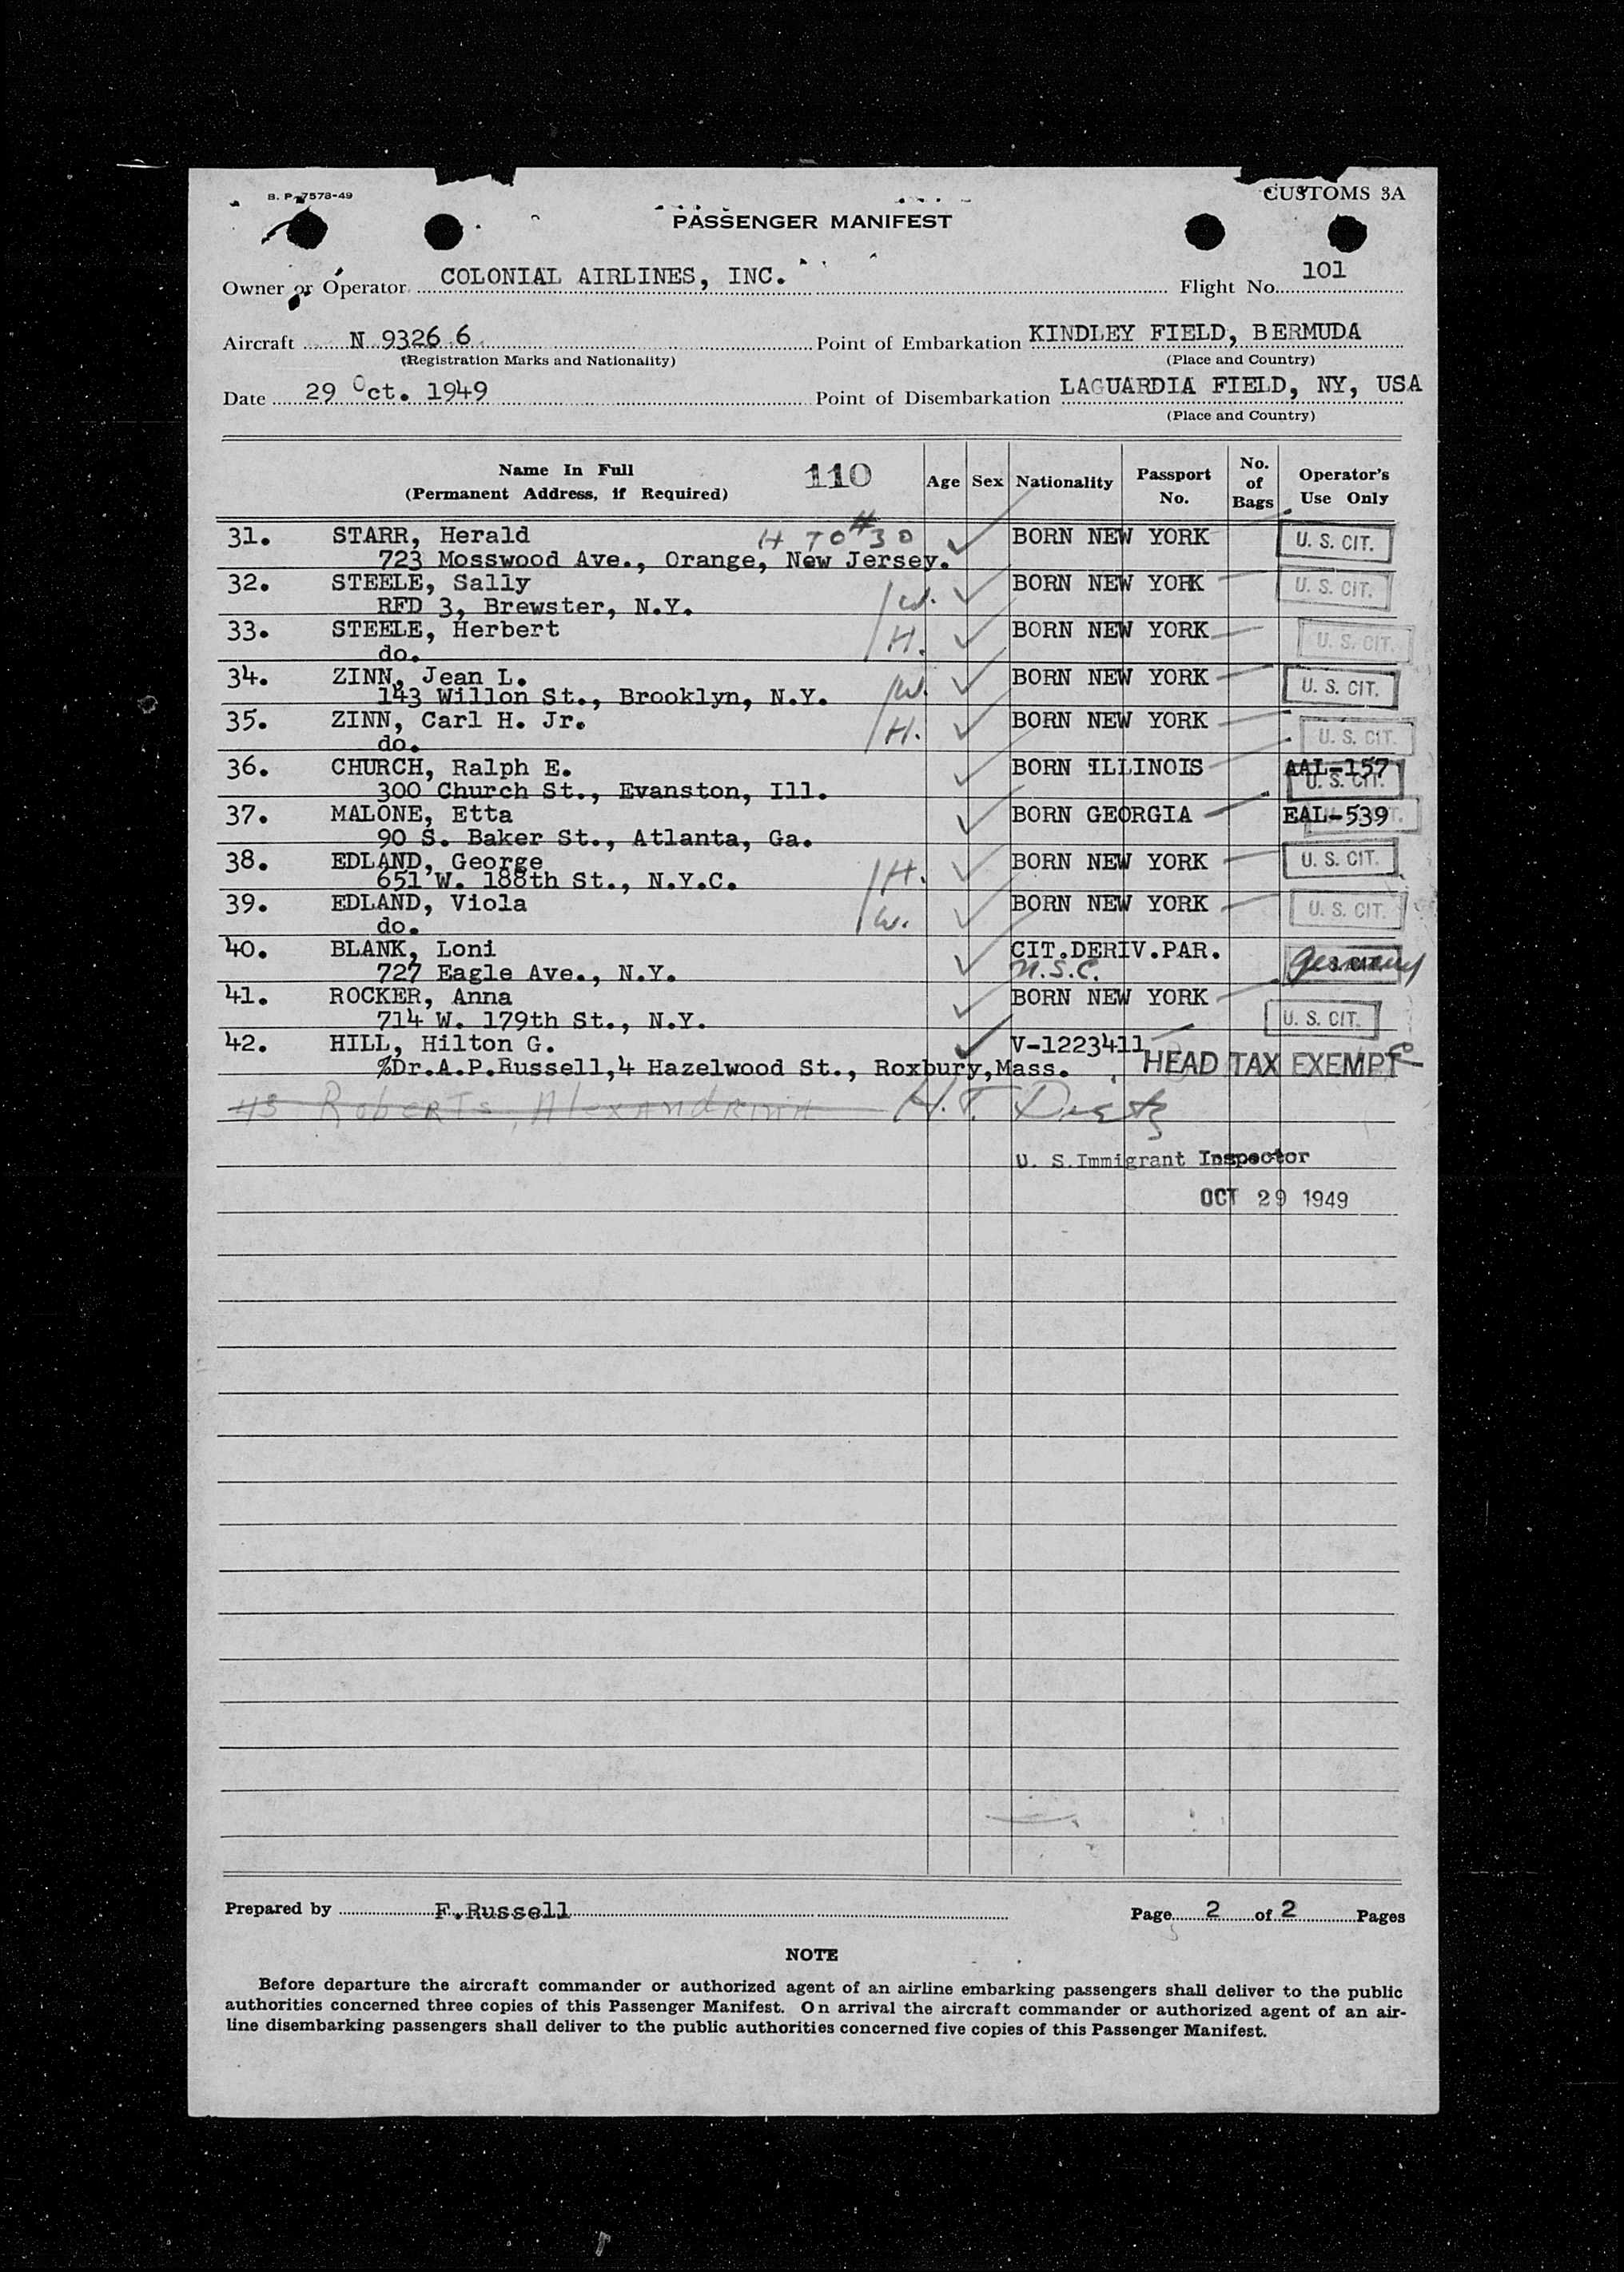 B. P. 7578-49
CUSTOMS 3A
PASSENGER MANIFEST
Owner or Operator COLONIAL AIRLINES, INC. Flight No. 101
Aircraft N 9326 6 Point of Embarkation KINDLEY FIELD, BERMUDA
(Registration Marks and Nationality) (Place and Country)
Date 29 Oct. 1949 Point of Disembarkation LAGUARDIA FIELD, NY, USA
(Place and Country)
Name In Full 110 Age Sex Nationality Passport No. No. of Bags Operator's Use Only
(Permanent Address, if Required)
31. STARR, Herald H TO #30 BORN NEW YORK U. S. CIT.
723 Mosswood Ave., Orange, New Jersey.
32. STEELE, Sally W. BORN NEW YORK U. S. CIT.
RFD 3, Brewster, N.Y.
33. STEELE, Herbert H. BORN NEW YORK U. S. CIT.
do.
34. ZINN, Jean L. W. BORN NEW YORK U. S. CIT.
143 Willon St., Brooklyn, N.Y.
35. ZINN, Carl H. Jr. H. BORN NEW YORK U. S. CIT.
do.
36. CHURCH, Ralph E. BORN ILLINOIS AAL-157 U. S. CIT.
300 Church St., Evanston, Ill.
37. MALONE, Etta BORN GEORGIA EAL-539
90 S. Baker St., Atlanta, Ga.
38. EDLAND, George H. BORN NEW YORK U. S. CIT.
651 W. 188th St., N.Y.C.
39. EDLAND, Viola W. BORN NEW YORK U. S. CIT.
do.
40. BLANK, Loni CIT.DERIV.PAR. Germany
727 Eagle Ave., N.Y. U.S.C.
41. ROCKER, Anna BORN NEW YORK U. S. CIT.
714 W. 179th St., N.Y.
42. HILL, Hilton G. V-1223411 HEAD TAX EXEMPT
%Dr.A.P.Russell,4 Hazelwood St., Roxbury,Mass.
43 Roberts, Alexandrina H. T.
U. S. Immigrant Inspector
OCT 29 1949
Prepared by F.Russell Page 2 of 2 Pages
NOTE
Before departure the aircraft commander or authorized agent of an airline embarking passengers shall deliver to the public
authorities concerned three copies of this Passenger Manifest. On arrival the aircraft commander or authorized agent of an air-
line disembarking passengers shall deliver to the public authorities concerned five copies of this Passenger Manifest.